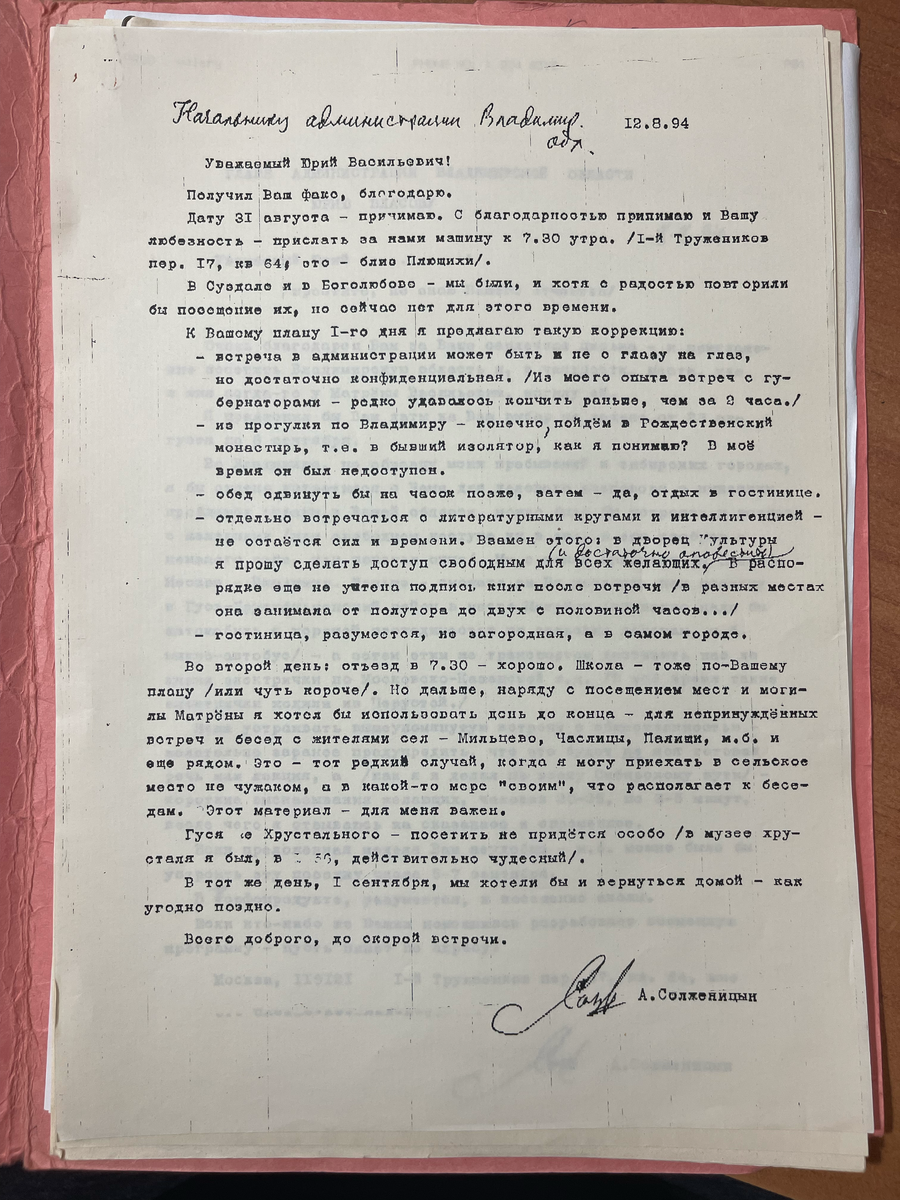 Начальнику администрации Владимир. обл. 12.8.94
Уважаемый Юрий Васильевич!
Получил Ваш факс, благодарю.
Дату 31 августа – принимаю. С благодарностью принимаю и Вашу
любезность – прислать за нами машину к 7.30 утра. /I-й Тружеников
пер. 17, кв 64, это – близ Плющихи/.
В Суздале и в Боголюбове – мы были, и хотя с радостью повторили
бы посещение их, но сейчас нет для этого времени.
К Вашему плану I-го дня я предлагаю такую коррекцию:
– встреча в администрации может быть и не с глазу на глаз,
но достаточно конфиденциальная. /Из моего опыта встреч с гу-
бернаторами – редко удавалось кончить раньше, чем за 2 часа./
– из прогулки по Владимиру – конечно, пойдём в Рождественский
монастырь, т.е. в бывший изолятор, как я понимаю? В моё
время он был недоступен.
– обед сдвинуть бы на часок позже, затем – да, отдых в гостинице.
– отдельно встречаться с литературными кругами и интеллигенцией –
не остаётся сил и времени. Взамен этого: в дворец Культуры
(и достаточно оповестить)
я прошу сделать доступ свободным для всех желающих. В распо-
рядке еще не учтена подпись книг после встречи /в разных местах
она занимала от полутора до двух с половиной часов.../
– гостиница, разумется, не загородная, а в самом городе.
Во второй день: отъезд в 7.30 – хорошо. Школа – тоже по-Вашему
плану /или чуть короче/. Но дальше, наряду с посещением мест и моги-
лы Матрёны я хотел бы использовать день до конца – для непринуждённых
встреч и бесед с жителями сел – Мильцево, Часлицы, Палищи, м.б. и
еще рядом. Это – тот редкий случай, когда я могу приехать в сельское
место не чужаком, а в какой-то мере "своим", что располагает к бесе-
дам. Этот материал – для меня важен.
Гуся же Хрустального – посетить не придётся особо /в музее хру-
сталя я был, в действительно чудесный/.
В тот же день, I сентября, мы хотели бы и вернуться домой – как
угодно поздно.
Всего доброго, до скорой встречи.
А.Солженицын